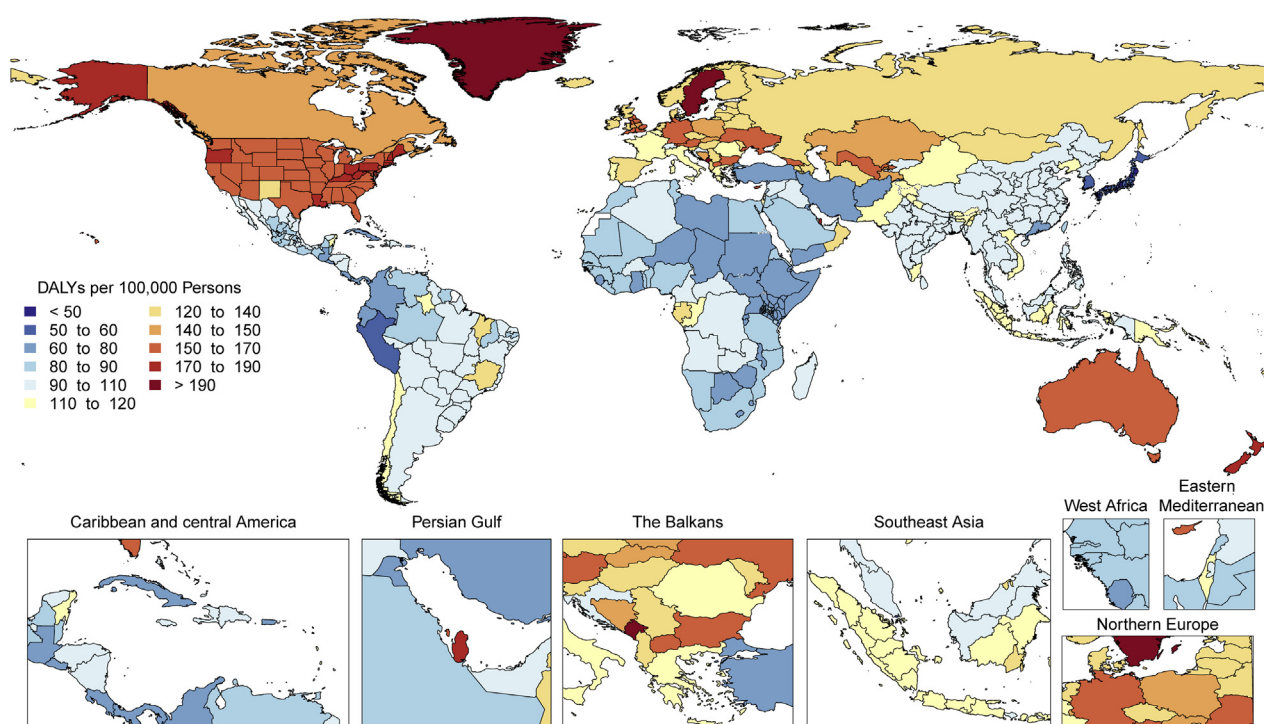 DALYs per 100,000 Persons
< 50
50 to 60
60 to 80
80 to 90
90 to 110
110 to 120
120 to 140
140 to 150
150 to 170
170 to 190
> 190
Caribbean and central America
Persian Gulf
The Balkans
Southeast Asia
West Africa
Eastern
Mediterranean
Northern Europe